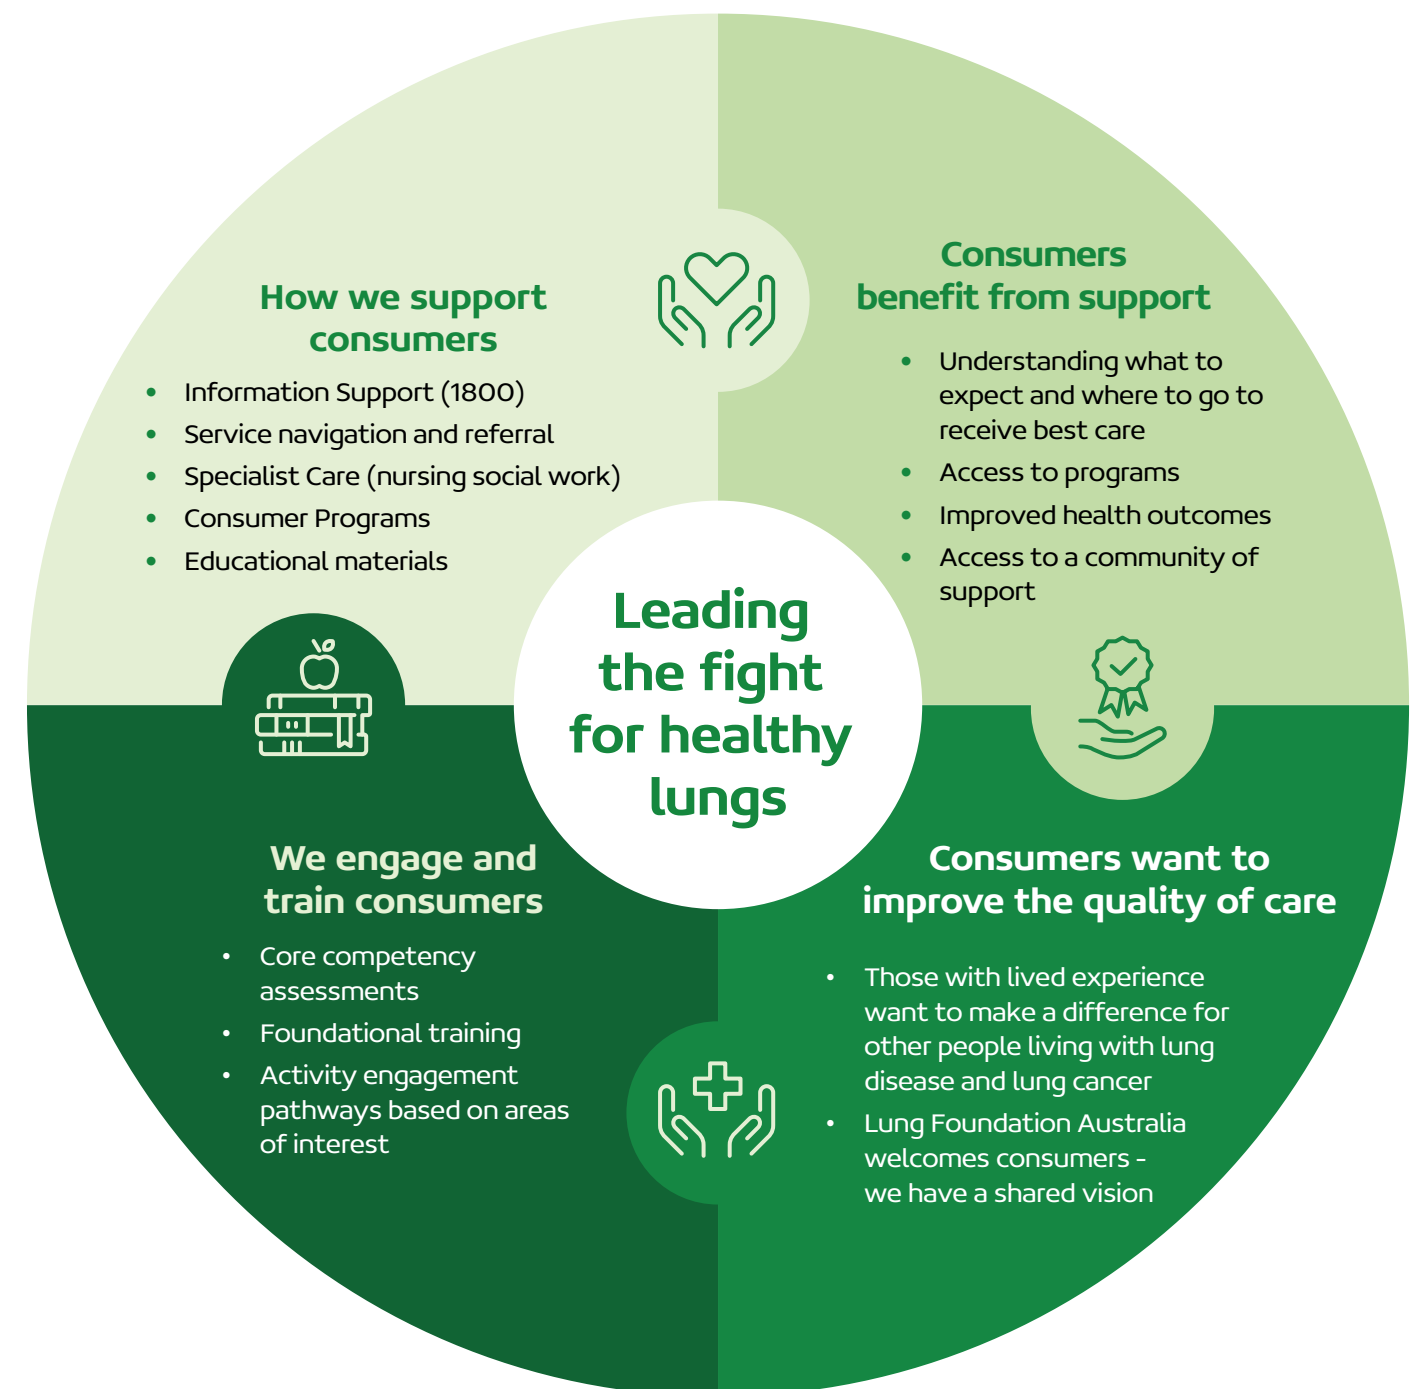 How we support
consumers
• Information Support (1800)
• Service navigation and referral
• Specialist Care (nursing social work)
• Consumer Programs
• Educational materials
Consumers
benefit from support
• Understanding what to
expect and where to go to
receive best care
• Access to programs
• Improved health outcomes
• Access to a community of
support
Leading
the fight
for healthy
lungs
We engage and
train consumers
• Core competency
assessments
• Foundational training
• Activity engagement
pathways based on areas
of interest
Consumers want to
improve the quality of care
• Those with lived experience
want to make a difference for
other people living with lung
disease and lung cancer
• Lung Foundation Australia
welcomes consumers -
we have a shared vision